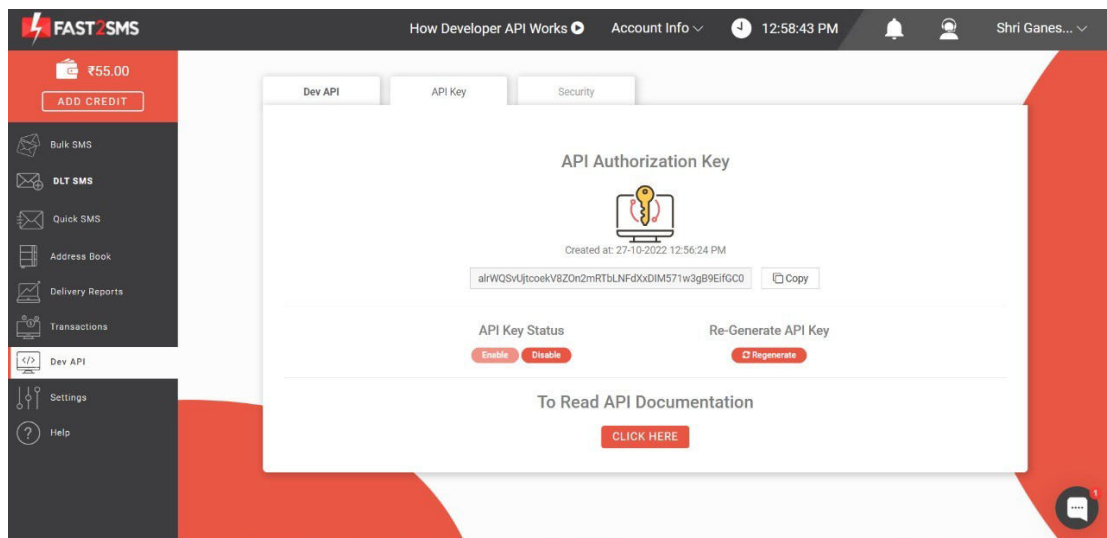 FAST2SMS
How Developer API Works
Account Info
12:58:43 PM
Shri Ganes...
₹55.00
ADD CREDIT
Bulk SMS
DLT SMS
Quick SMS
Address Book
Delivery Reports
Transactions
Dev API
Settings
Help
Dev API
API Key
Security
API Authorization Key
Created at: 27-10-2022 12:56:24 PM
alrWQSvUjtcoekV8ZOn2mRTbLNFdXxDIM571w3gB9EifGC0
Copy
API Key Status
Re-Generate API Key
Enable
Disable
Regenerate
To Read API Documentation
CLICK HERE
1